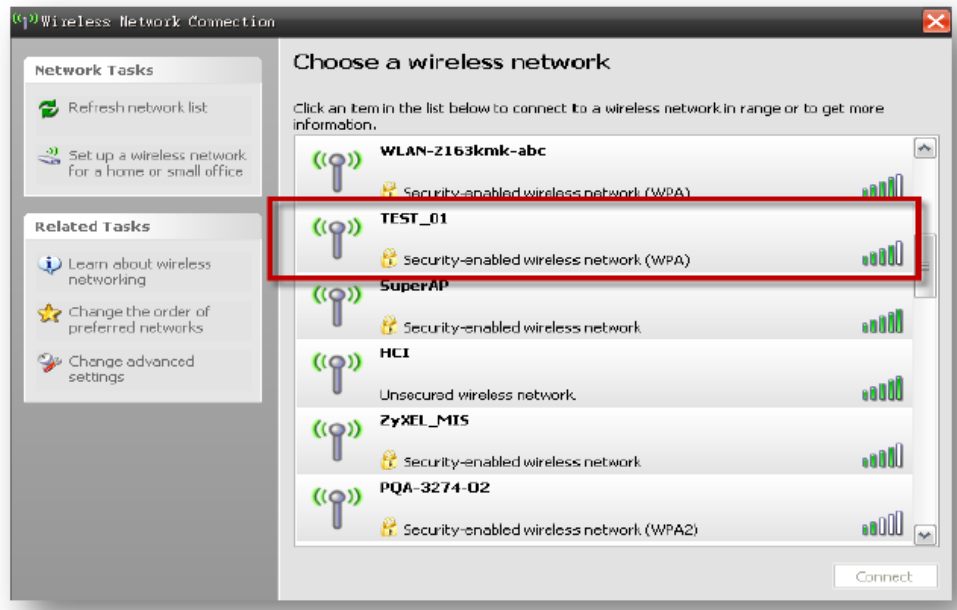 Wireless Network Connection
Network Tasks
Refresh network list
Set up a wireless network
for a home or small office
Related Tasks
Learn about wireless
networking
Change the order of
preferred networks
Change advanced
settings
Choose a wireless network
Click an item in the list below to connect to a wireless network in range or to get more
information.
WLAN-2163kmk-abc
Security-enabled wireless network (WPA)
TEST_01
Security-enabled wireless network (WPA)
SuperAP
Security-enabled wireless network
HCI
Unsecured wireless network
ZyXEL_MIS
Security-enabled wireless network
PQA-3274-02
Security-enabled wireless network (WPA2)
Connect